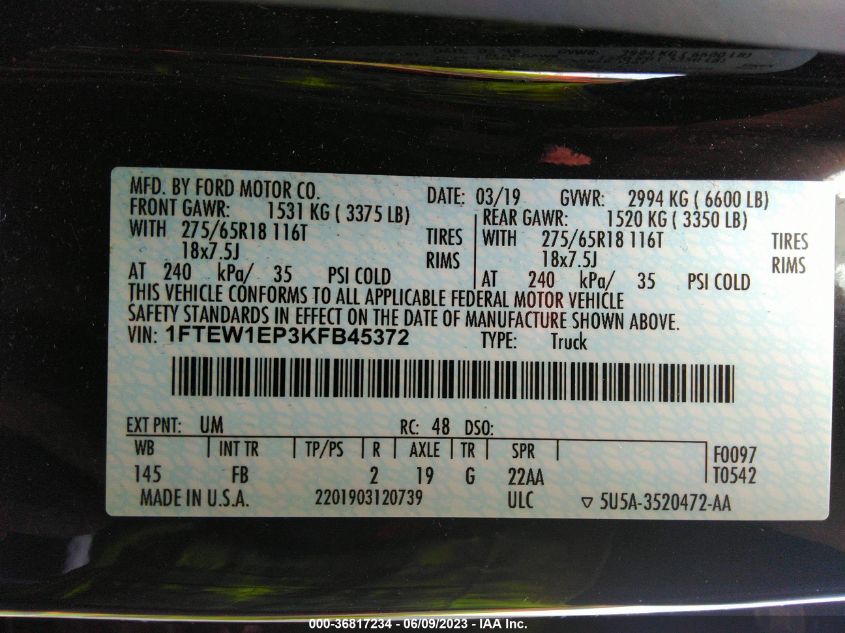 MFD. BY FORD MOTOR CO.
DATE: 03/19 GVWR: 2994 KG ( 6600 LB)
FRONT GAWR: 1531 KG ( 3375 LB)
WITH 275/65R18 116T TIRES
18x7.5J RIMS
AT 240 kPa/ 35 PSI COLD
REAR GAWR: 1520 KG ( 3350 LB)
WITH 275/65R18 116T TIRES
18x7.5J RIMS
AT 240 kPa/ 35 PSI COLD
THIS VEHICLE CONFORMS TO ALL APPLICABLE FEDERAL MOTOR VEHICLE
SAFETY STANDARDS IN EFFECT ON THE DATE OF MANUFACTURE SHOWN ABOVE.
VIN: 1FTEW1EP3KFB45372 TYPE: Truck
EXT PNT: UM RC: 48 DSO:
WB INT TR TP/PS R AXLE TR SPR F0097
145 FB 2 19 G 22AA T0542
MADE IN U.S.A. 2201903120739 ULC ▽ 5U5A-3520472-AA
000-36817234 - 06/09/2023 - IAA Inc.